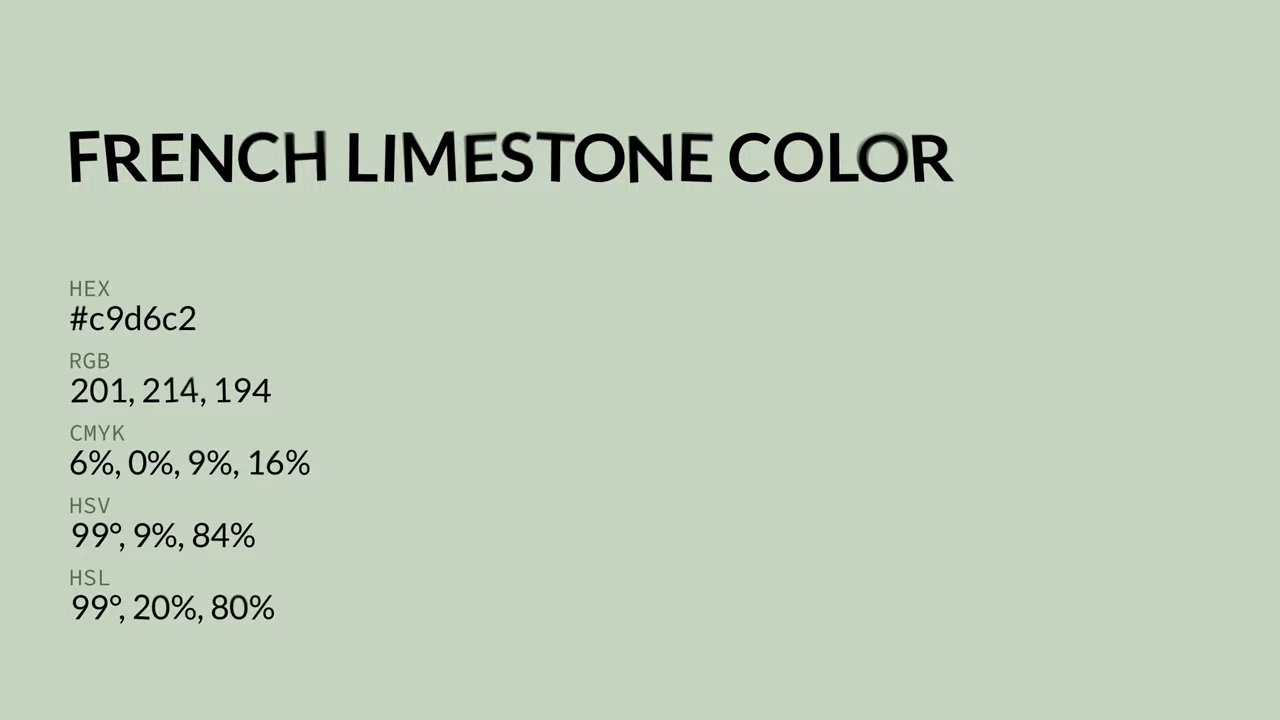 FRENCH LIMESTONE COLOR
HEX
#c9d6c2
RGB
201, 214, 194
CMYK
6%, 0%, 9%, 16%
HSV
99°, 9%, 84%
HSL
99°, 20%, 80%